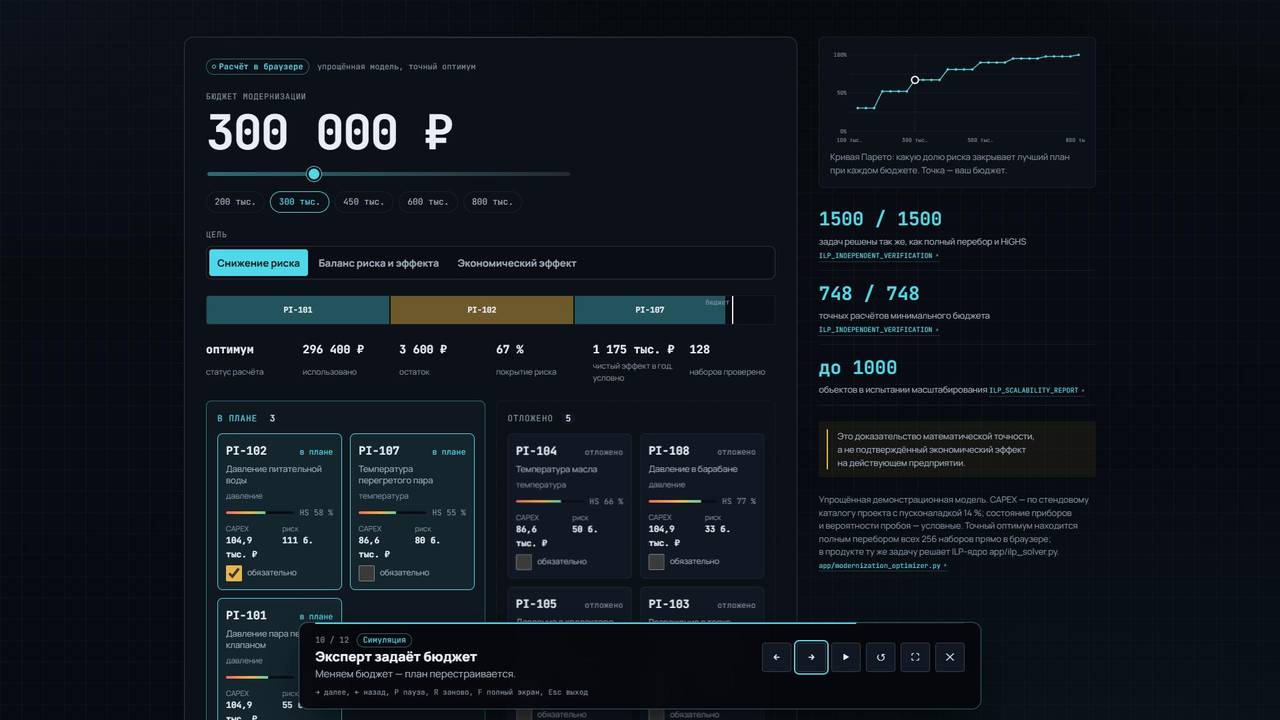 Расчёт в браузере упрощённая модель, точный оптимум
БЮДЖЕТ МОДЕРНИЗАЦИИ
300 000 ₽
200 тыс. 300 тыс. 450 тыс. 600 тыс. 800 тыс.
ЦЕЛЬ
Снижение риска Баланс риска и эффекта Экономический эффект
бюджет
PI-101 PI-102 PI-107
оптимум 296 400 ₽ 3 600 ₽ 67 % 1 175 тыс. ₽ 128
статус расчёта использовано остаток покрытие риска чистый эффект в год, наборов проверено
условно
В ПЛАНЕ 3
PI-102 в плане
Давление питательной
воды
давление
HS 58 %
CAPEX риск
104,9 111 б.
тыс. ₽
обязательно
PI-107 в плане
Температура
перегретого пара
температура
HS 55 %
CAPEX риск
86,6 80 б.
тыс. ₽
обязательно
PI-101 в плане
Давление пара
клапаном
давление
CAPEX
104,9 55
тыс. ₽
ОТЛОЖЕНО 5
PI-104 отложено
Температура масла
температура
HS 66 %
CAPEX риск
86,6 50 б.
тыс. ₽
обязательно
PI-108 отложено
Давление в барабане
давление
HS 77 %
CAPEX риск
104,9 33 б.
тыс. ₽
обязательно
PI-105 отложено
PI-103 отложено
обязательно
обязательно
100%
50%
0%
100 тыс. 300 тыс. 500 тыс. 800 ты
Кривая Парето: какую долю риска закрывает лучший план
при каждом бюджете. Точка — ваш бюджет.
1500 / 1500
задач решены так же, как полный перебор и HiGHS
ILP_INDEPENDENT_VERIFICATION
748 / 748
точных расчётов минимального бюджета
ILP_INDEPENDENT_VERIFICATION
до 1000
объектов в испытании масштабирования ILP_SCALABILITY_REPORT
Это доказательство математической точности,
а не подтверждённый экономический эффект
на действующем предприятии.
Упрощённая демонстрационная модель. CAPEX — по стендовому
каталогу проекта с пусконаладкой 14 %; состояние приборов
и вероятности пробоя — условные. Точный оптимум находится
полным перебором всех 256 наборов прямо в браузере;
в продукте ту же задачу решает ILP-ядро app/ilp_solver.py.
app/modernization_optimizer.py
10 / 12 Симуляция
Эксперт задаёт бюджет
Меняем бюджет — план перестраивается.
→ далее, ← назад, P пауза, R заново, F полный экран, Esc выход